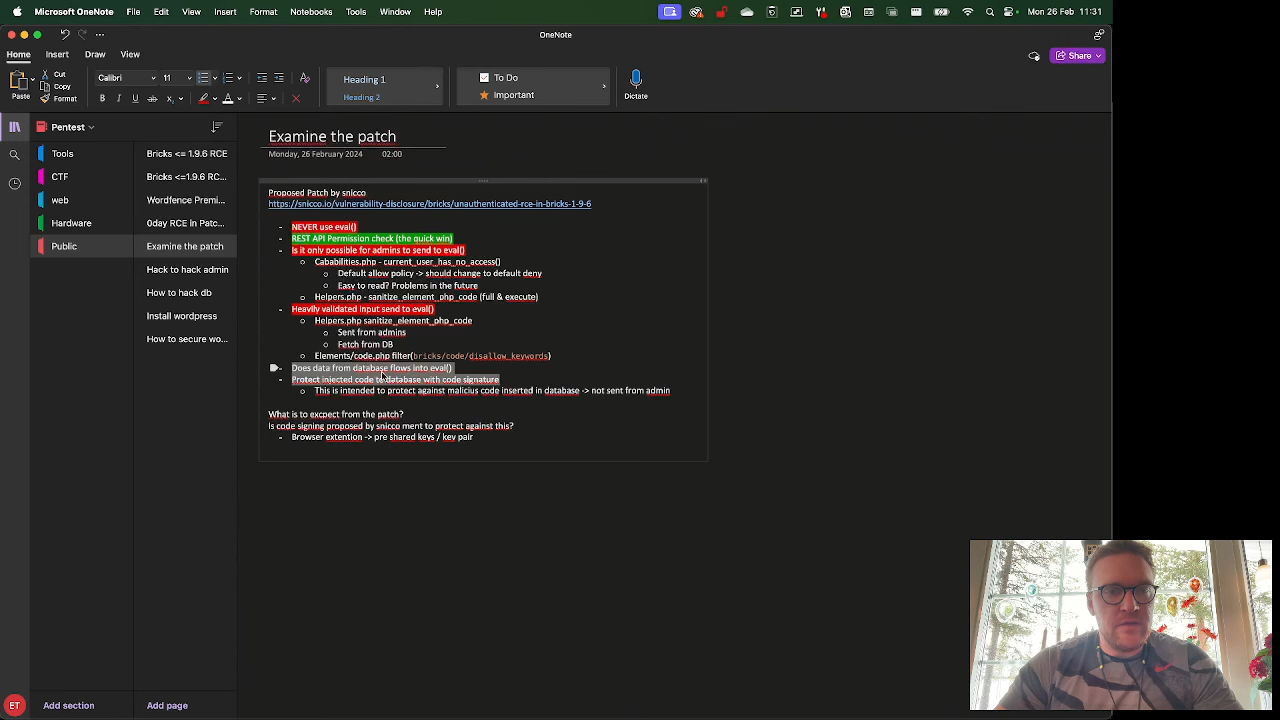 Microsoft OneNote File Edit View Insert Format Notebooks Tools Window Help Mon 26 Feb 11:31
OneNote
Home Insert Draw View
Share
Paste
Cut
Copy
Format
Calibri 11
B I U ab x
A
Heading 1
Heading 2
To Do
Important
Dictate
Pentest
Tools
CTF
web
Hardware
Public
Bricks <= 1.9.6 RCE
Bricks <=1.9.6 RC...
Wordfence Premi...
0day RCE in Patc...
Examine the patch
Hack to hack admin
How to hack db
Install wordpress
How to secure wo...
Examine the patch
Monday, 26 February 2024 02:00
Proposed Patch by snicco
https://snicco.io/vulnerability-disclosure/bricks/unauthenticated-rce-in-bricks-1-9-6
- NEVER use eval()
- REST API Permission check (the quick win)
- Is it only possible for admins to send to eval()
o Cababilities.php - current_user_has_no_access()
o Default allow policy -> should change to default deny
o Easy to read? Problems in the future
o Helpers.php - sanitize_element_php_code (full & execute)
- Heavily validated input send to eval()
o Helpers.php sanitize_element_php_code
o Sent from admins
o Fetch from DB
o Elements/code.php filter(bricks/code/disallow_keywords)
- Does data from database flows into eval()
- Protect injected code to database with code signature
o This is intended to protect against malicius code inserted in database -> not sent from admin
What is to excpect from the patch?
Is code signing proposed by snicco ment to protect against this?
- Browser extention -> pre shared keys / key pair
ET
Add section
Add page